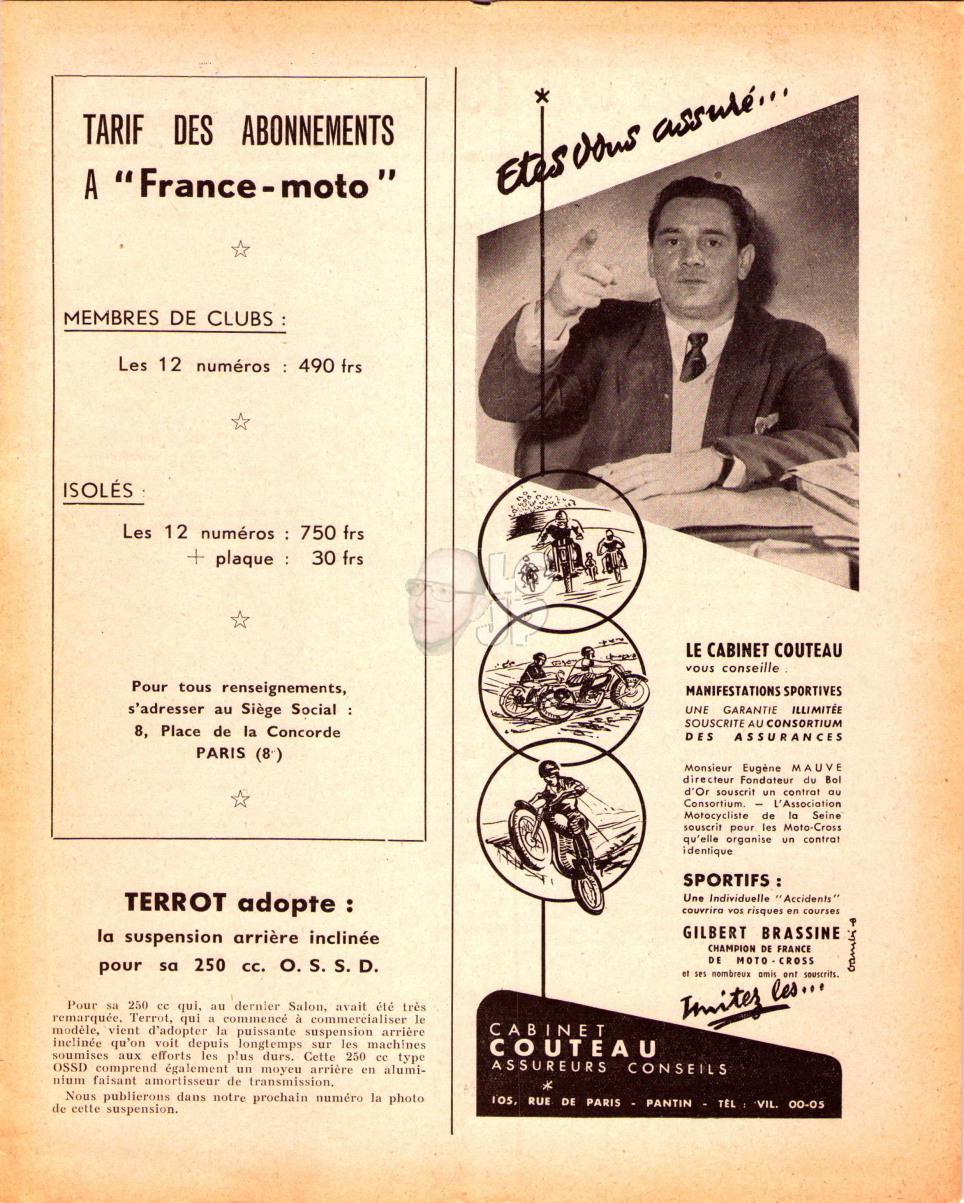 TARIF DES ABONNEMENTS
A "France-moto"
MEMBRES DE CLUBS :
Les 12 numéros : 490 frs
ISOLÉS :
Les 12 numéros : 750 frs
+ plaque : 30 frs
Pour tous renseignements,
s'adresser au Siège Social :
8, Place de la Concorde
PARIS (8e)
TERROT adopte :
la suspension arrière inclinée
pour sa 250 cc. O. S. S. D.
Pour sa 250 cc qui, au dernier Salon, avait été très
remarquée, Terrot, qui a commencé à commercialiser le
modèle, vient d'adopter la puissante suspension arrière
inclinée qu'on voit depuis longtemps sur les machines
soumises aux efforts les plus durs. Cette 250 cc type
OSSD comprend également un moyeu arrière en alumi-
nium faisant amortisseur de transmission.
Nous publierons dans notre prochain numéro la photo
de cette suspension.
Etes vous assuré...
LE CABINET COUTEAU
vous conseille :
MANIFESTATIONS SPORTIVES
UNE GARANTIE ILLIMITÉE
SOUSCRITE AU CONSORTIUM
DES ASSURANCES
Monsieur Eugène MAUVE
directeur Fondateur du Bol
d'Or souscrit un contrat au
Consortium. — L'Association
Motocycliste de la Seine
souscrit pour les Moto-Cross
qu'elle organise un contrat
identique
SPORTIFS :
Une Individuelle "Accidents"
couvrira vos risques en courses
GILBERT BRASSINE
CHAMPION DE FRANCE
DE MOTO-CROSS
et ses nombreux amis ont souscrits.
Imitez les...
CABINET
COUTEAU
ASSUREURS CONSEILS
105, RUE DE PARIS - PANTIN - TÉL : VIL. 00-05
LO
JP